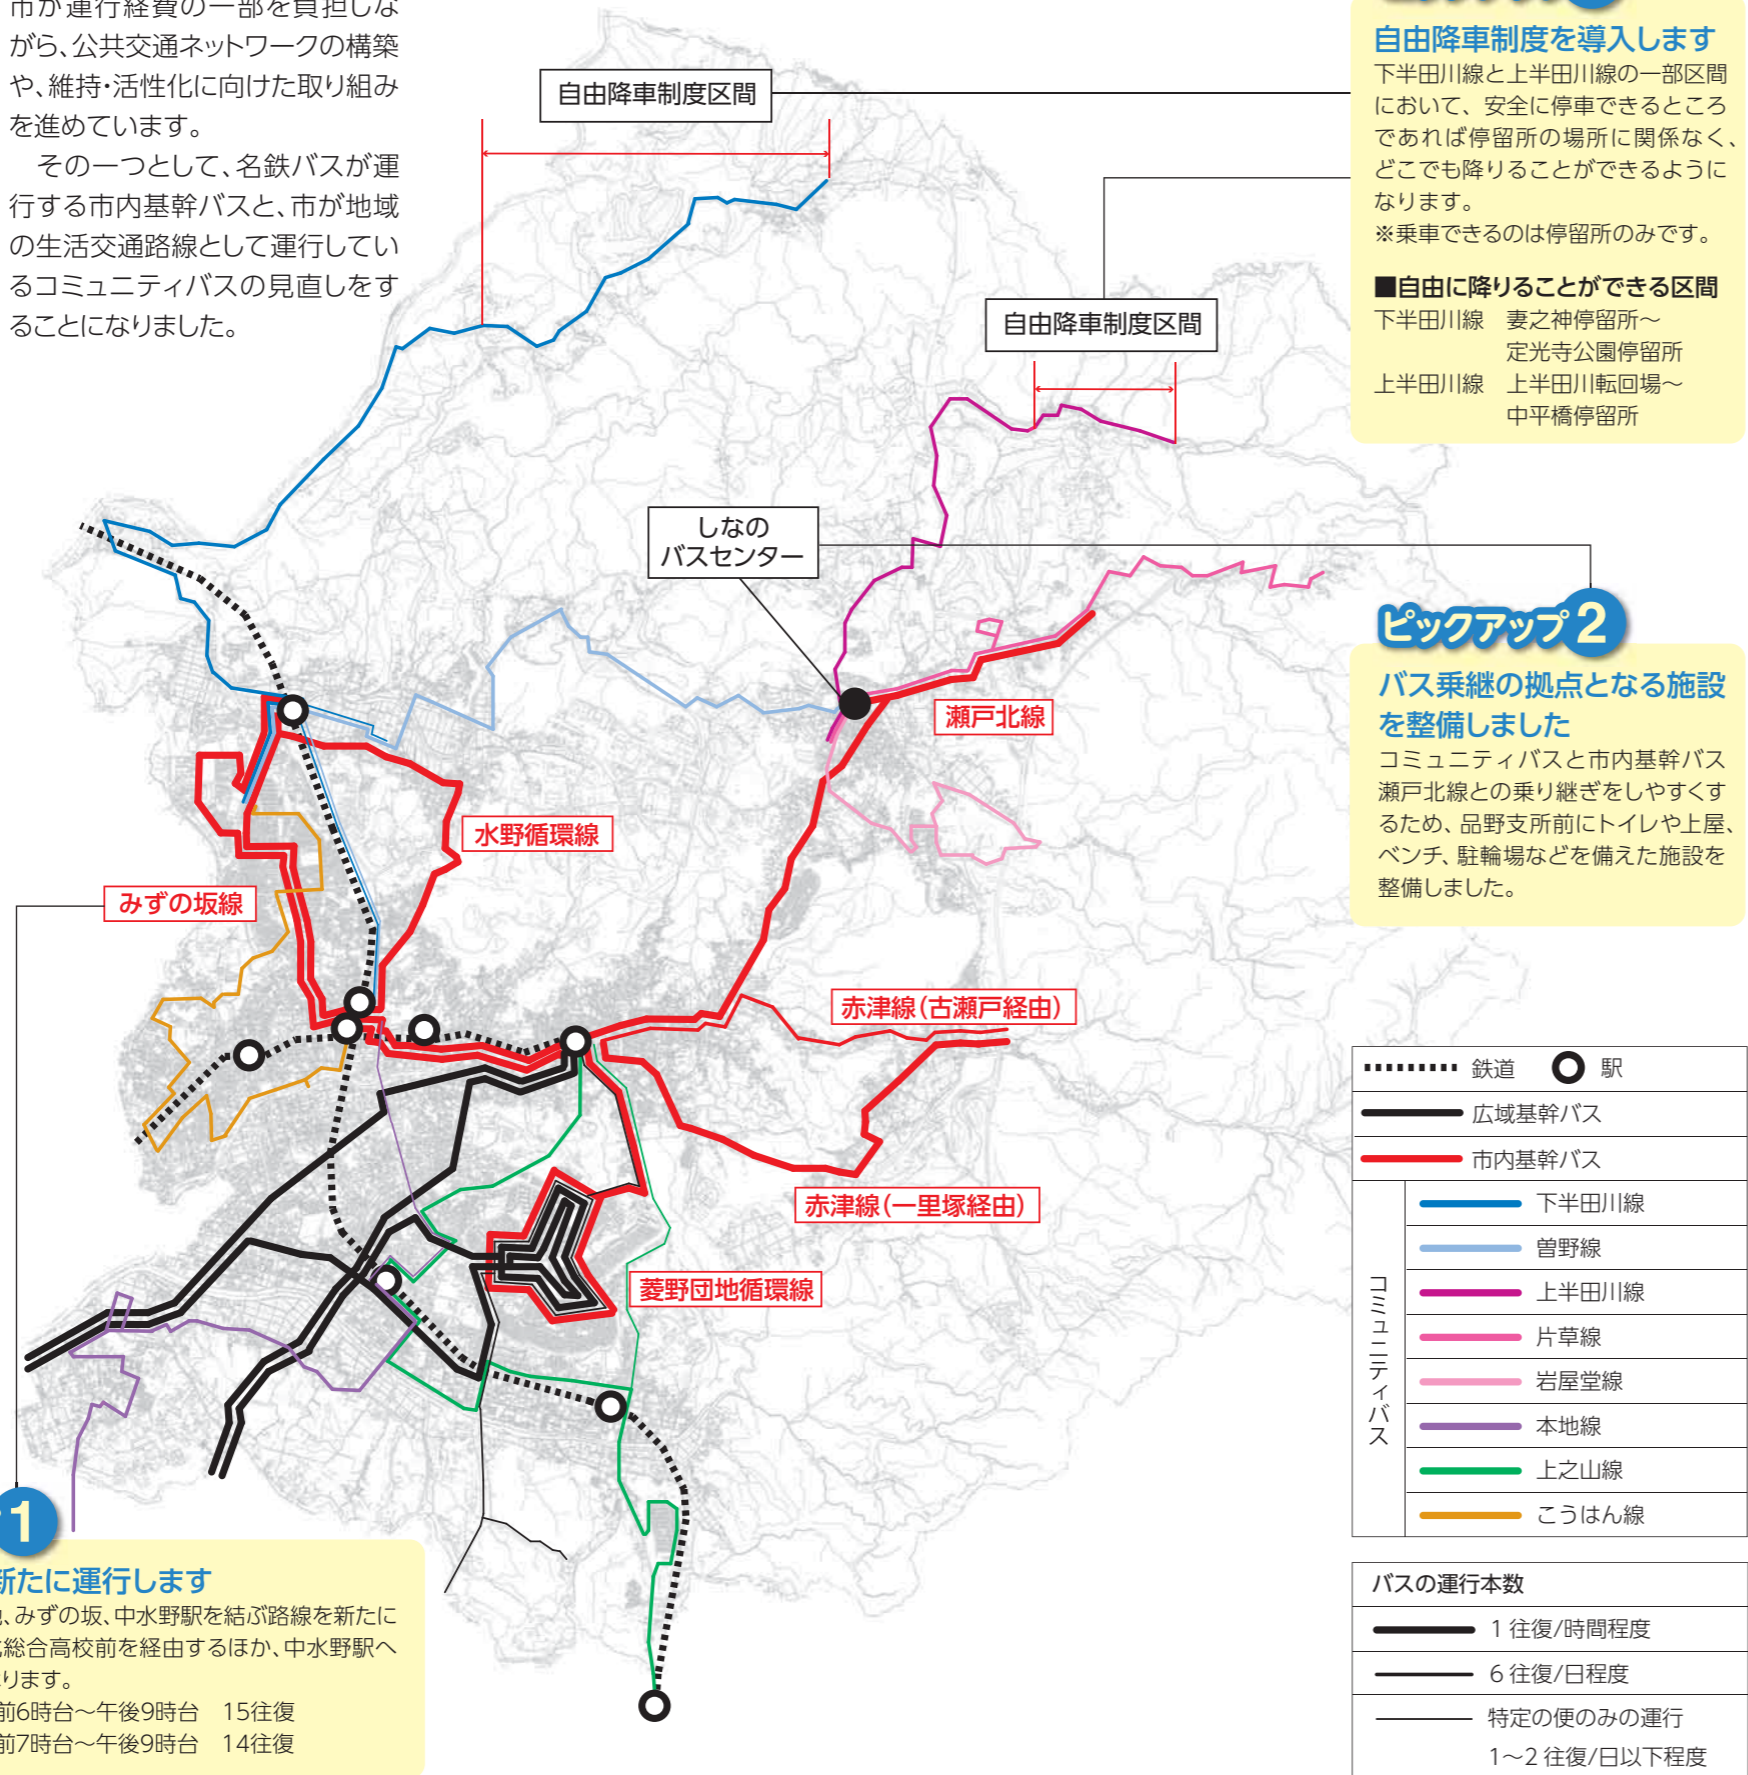 市が運行経費の一部を負担しな
がら、公共交通ネットワークの構築
や、維持・活性化に向けた取り組み
を進めています。
その一つとして、名鉄バスが運
行する市内基幹バスと、市が地域
の生活交通路線として運行してい
るコミュニティバスの見直しをす
ることになりました。
自由降車制度区間
自由降車制度を導入します
下半田川線と上半田川線の一部区間
において、安全に停車できるところ
であれば停留所の場所に関係なく、
どこでも降りることができるように
なります。
※乗車できるのは停留所のみです。
■自由に降りることができる区間
下半田川線 妻之神停留所〜
定光寺公園停留所
上半田川線 上半田川転回場〜
中平橋停留所
自由降車制度区間
しなの
バスセンター
ピックアップ 2
バス乗継の拠点となる施設
を整備しました
コミュニティバスと市内基幹バス
瀬戸北線との乗り継ぎをしやすくす
るため、品野支所前にトイレや上屋、
ベンチ、駐輪場などを備えた施設を
整備しました。
瀬戸北線
水野循環線
みずの坂線
赤津線(古瀬戸経由)
赤津線(一里塚経由)
菱野団地循環線
鉄道 駅
広域基幹バス
市内基幹バス
コミュニティバス
下半田川線
曽野線
上半田川線
片草線
岩屋堂線
本地線
上之山線
こうはん線
バスの運行本数
1 往復/時間程度
6 往復/日程度
特定の便のみの運行
1〜2 往復/日以下程度
1
新たに運行します
、みずの坂、中水野駅を結ぶ路線を新たに
総合高校前を経由するほか、中水野駅へ
ります。
前6時台〜午後9時台 15往復
前7時台〜午後9時台 14往復